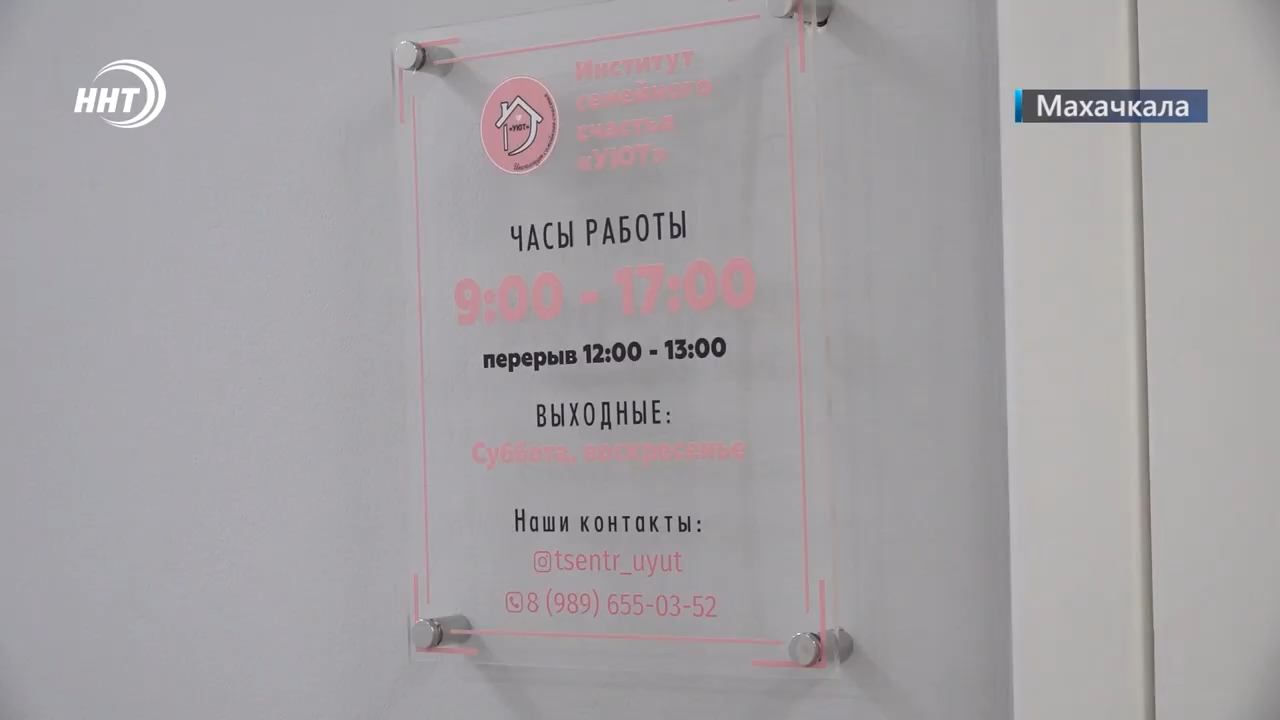 ННТ
Махачкала
Институт
семейного
счастья
«УЮТ»
«УЮТ»
ЧАСЫ РАБОТЫ
9:00 - 17:00
перерыв 12:00 - 13:00
ВЫХОДНЫЕ:
Суббота, воскресенье
Наши контакты:
tsentr_uyut
8 (989) 655-03-52